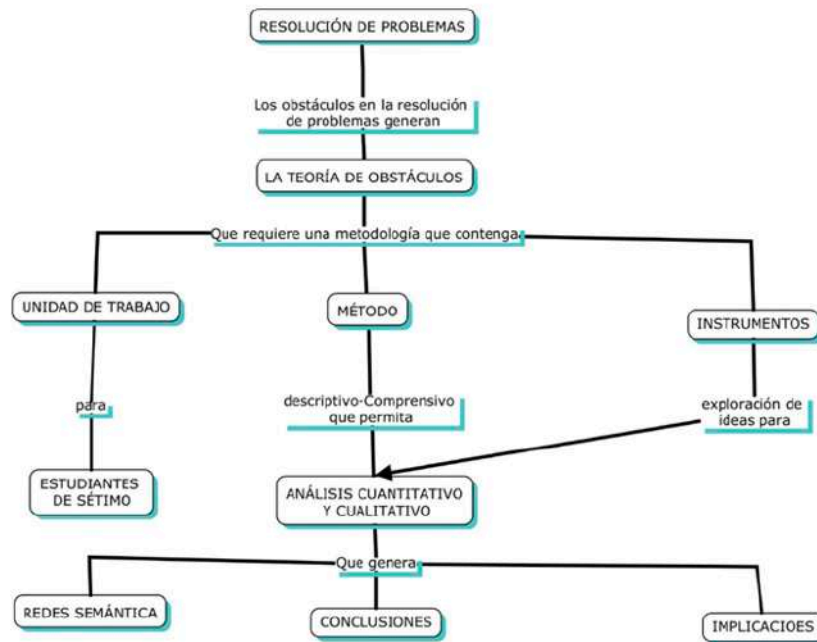 RESOLUCIÓN DE PROBLEMAS
Los obstáculos en la resolución
de problemas generan
LA TEORÍA DE OBSTÁCULOS
Que requiere una metodología que contenga
UNIDAD DE TRABAJO
MÉTODO
INSTRUMENTOS
para
descriptivo-Comprensivo
que permita
exploración de
ideas para
ESTUDIANTES
DE SÉTIMO
ANÁLISIS CUANTITATIVO
Y CUALITATIVO
Que genera
REDES SEMÁNTICA
CONCLUSIONES
IMPLICACIOES